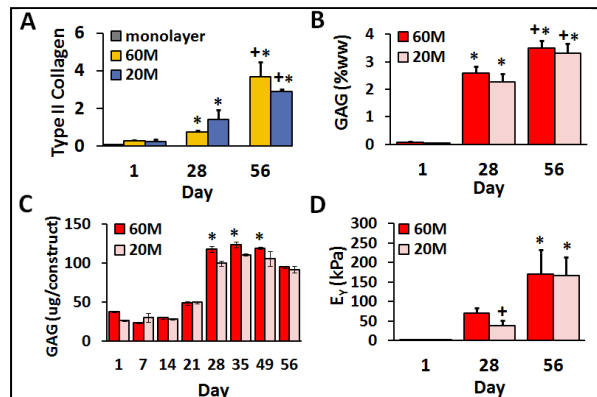 A
monolayer
60M
20M
Type II Collagen
6
4
2
0
*
*
+*
+*
1
28
56
Day
B
60M
20M
GAG (%ww)
4
3
2
1
0
*
*
+*
+*
1
28
56
Day
C
60M
20M
GAG (ug/construct)
150
100
50
0
*
*
*
1
7
14
21
28
35
49
56
Day
D
60M
20M
E_Y (kPa)
300
250
200
150
100
50
0
+
*
*
1
28
56
Day